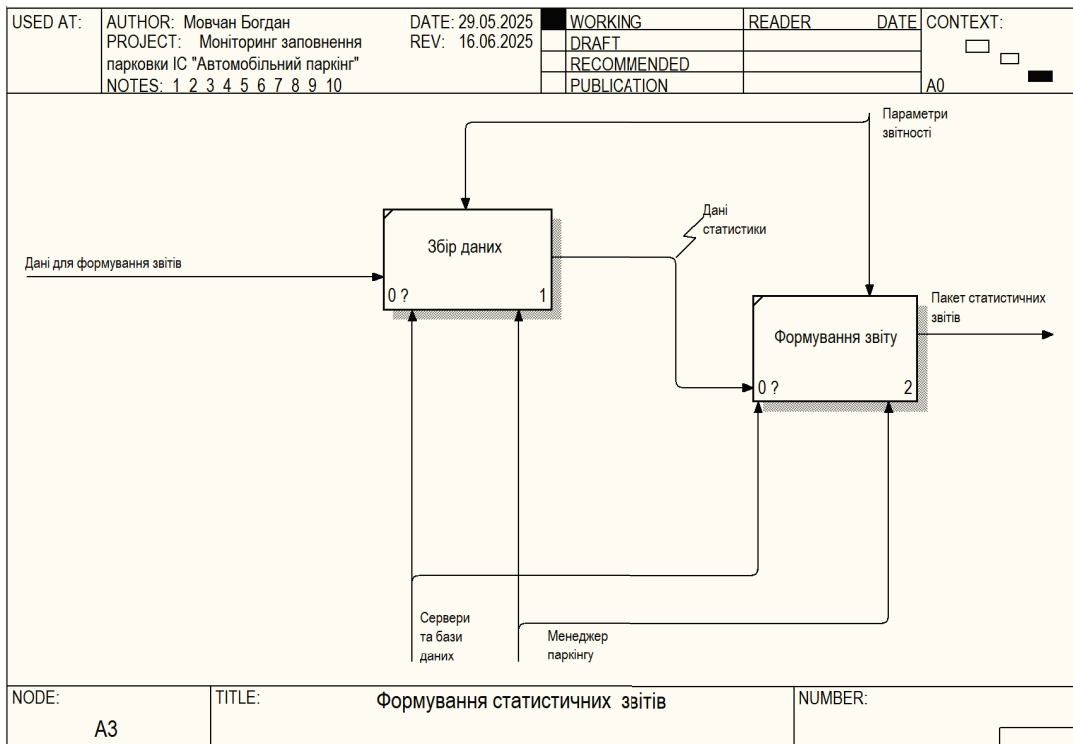 USED AT:
AUTHOR: Мовчан Богдан
DATE: 29.05.2025
PROJECT: Моніторинг заповнення
REV: 16.06.2025
парковки ІС "Автомобільний паркінг"
NOTES: 1 2 3 4 5 6 7 8 9 10
WORKING
DRAFT
RECOMMENDED
PUBLICATION
READER DATE
CONTEXT:
A0
Параметри
звітності
Збір даних
0 ? 1
Дані
статистики
Дані для формування звітів
Пакет статистичних
звітів
Формування звіту
0 ? 2
Сервери
та бази
даних
Менеджер
паркінгу
NODE:
A3
TITLE:
Формування статистичних звітів
NUMBER: